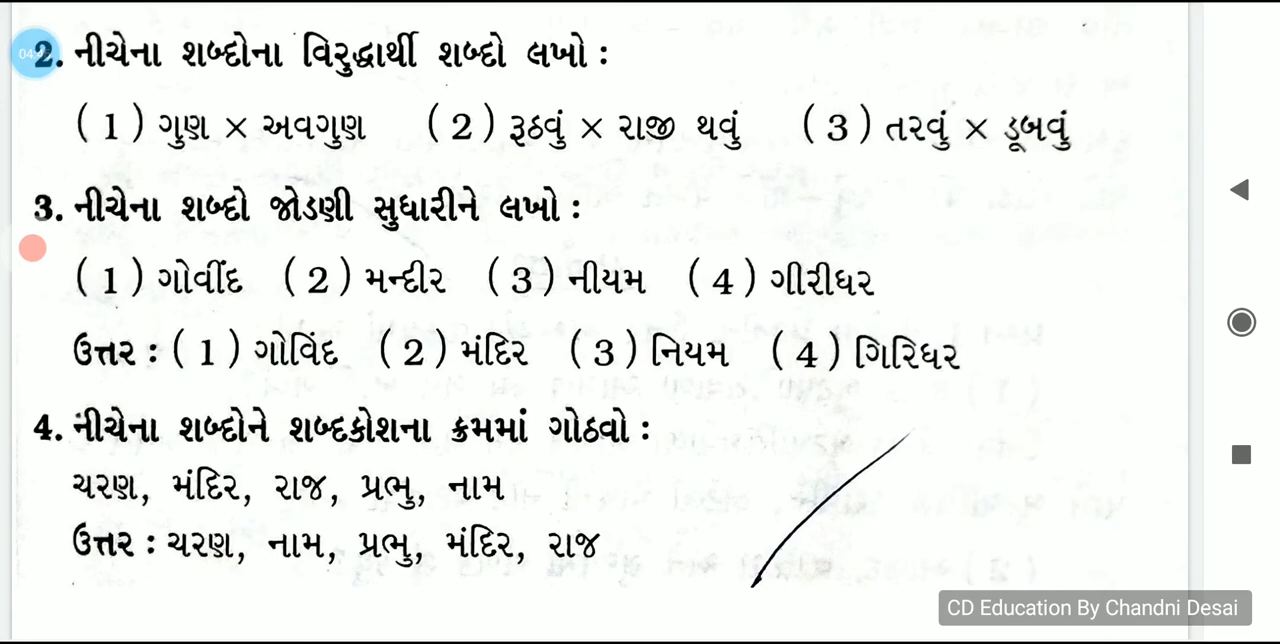 04:45
2. નીચેના શબ્દોના વિરુદ્ધાર્થી શબ્દો લખો :
(1) ગુણ × અવગુણ (2) રૂઠવું × રાજી થવું (3) તરવું × ડૂબવું
3. નીચેના શબ્દો જોડણી સુધારીને લખો :
(1) ગોવીંદ (2) મન્દીર (3) નીયમ (4) ગીરીધર
ઉત્તર : (1) ગોવિંદ (2) મંદિર (3) નિયમ (4) ગિરિધર
4. નીચેના શબ્દોને શબ્દકોશના ક્રમમાં ગોઠવો :
ચરણ, મંદિર, રાજ, પ્રભુ, નામ
ઉત્તર : ચરણ, નામ, પ્રભુ, મંદિર, રાજ
CD Education By Chandni Desai